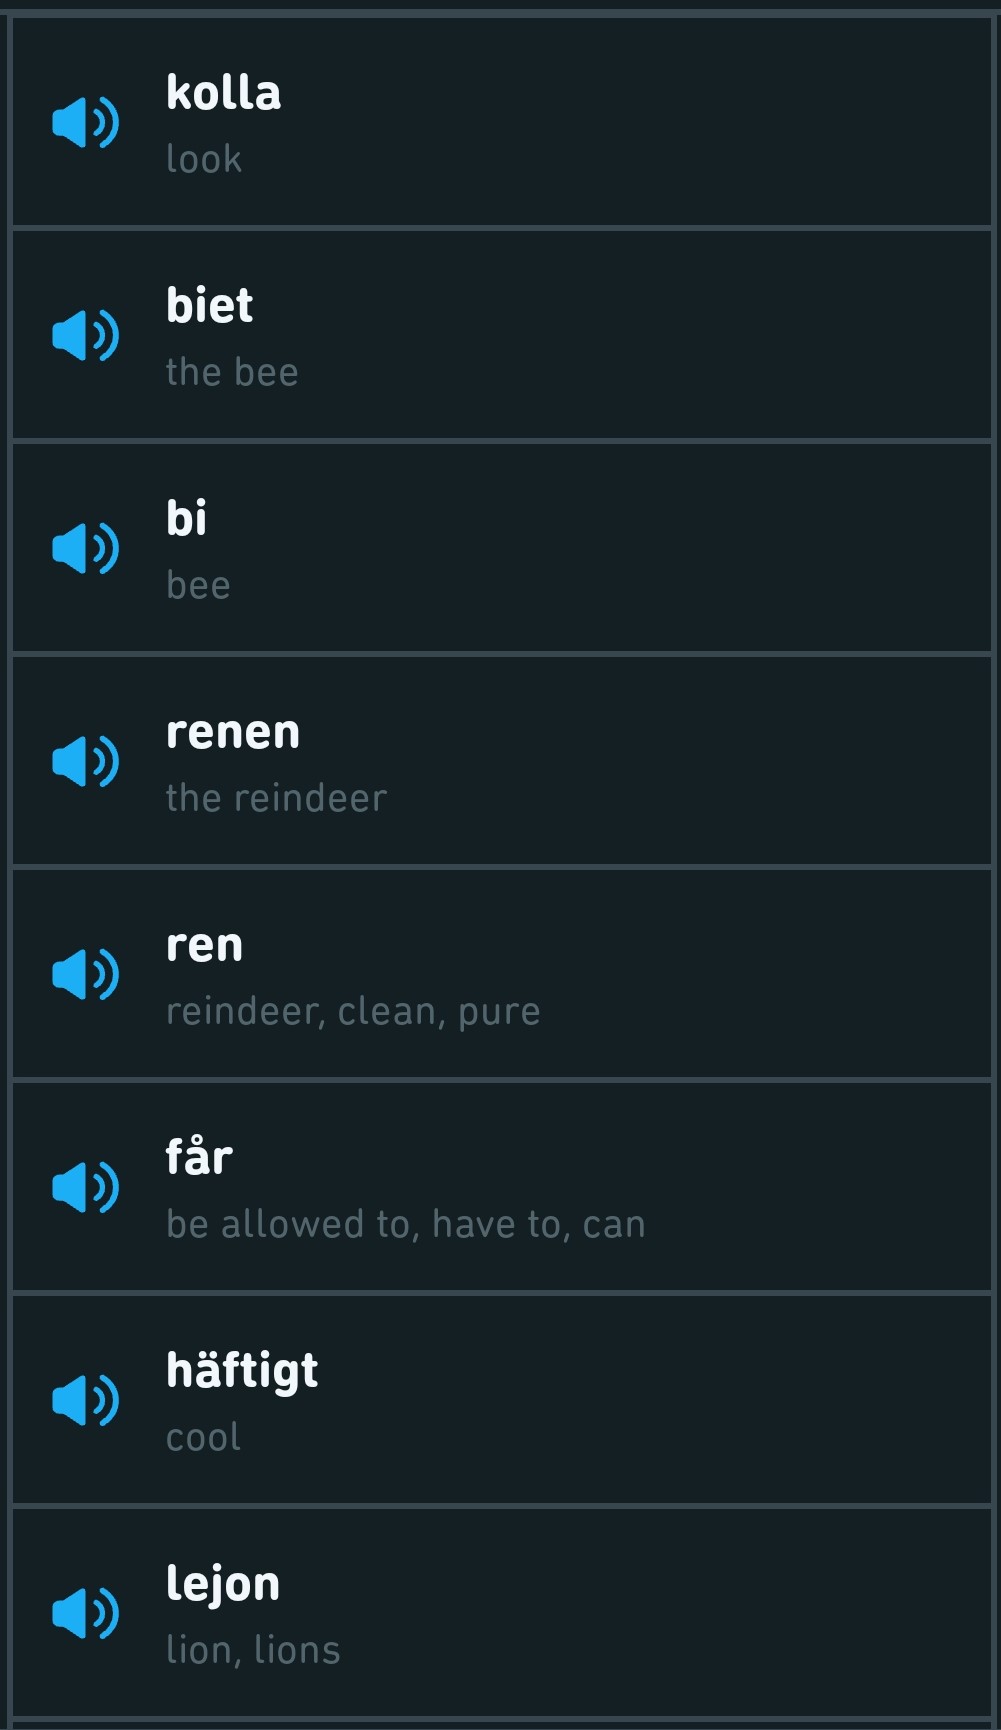 kolla
look
biet
the bee
bi
bee
renen
the reindeer
ren
reindeer, clean, pure
får
be allowed to, have to, can
häftigt
cool
lejon
lion, lions